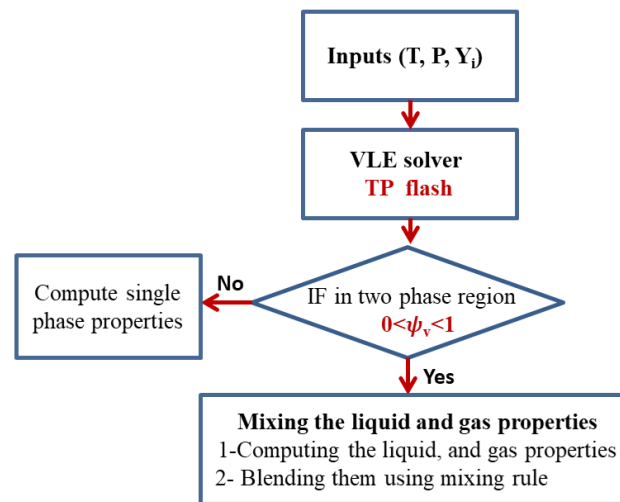 Inputs (T, P, Yᵢ)
VLE solver
TP flash
IF in two phase region
0<ψᵥ<1
No
Compute single
phase properties
Yes
Mixing the liquid and gas properties
1-Computing the liquid, and gas properties
2- Blending them using mixing rule